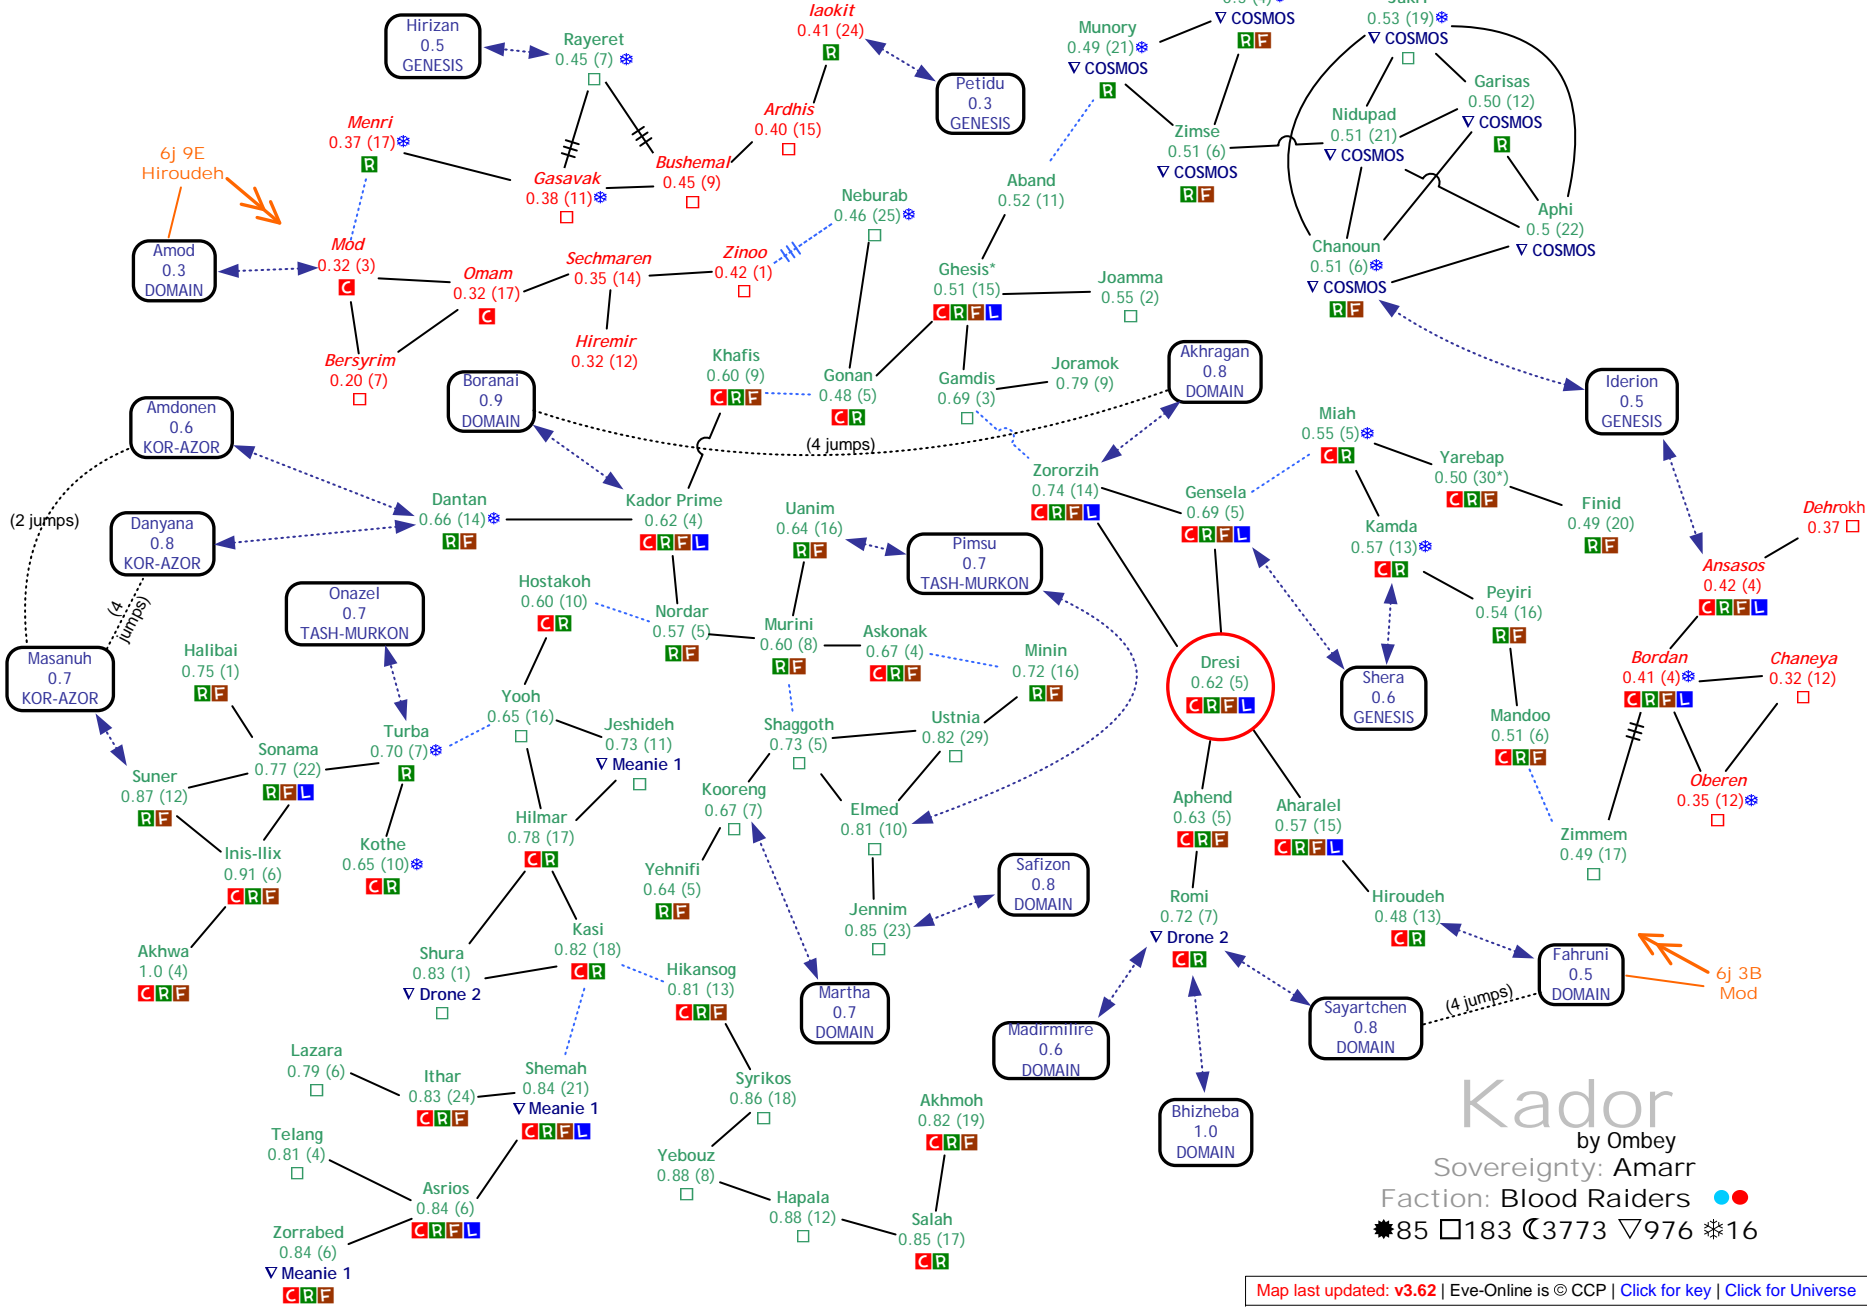 Hirizan
0.5
GENESIS
Rayeret
0.45 (7)
Iaokit
0.41 (24)
R
Petidu
0.3
GENESIS
Munory
0.49 (21)
∇ COSMOS
R
∇ COSMOS
R F
0.53 (19)
∇ COSMOS
Garisas
0.50 (12)
∇ COSMOS
R
Nidupad
0.51 (21)
∇ COSMOS
Zimse
0.51 (6)
∇ COSMOS
R F
Aphi
0.5 (22)
∇ COSMOS
Chanoun
0.51 (6)
∇ COSMOS
R F
Menri
0.37 (17)
R
Ardhis
0.40 (15)
Bushemal
0.45 (9)
Gasavak
0.38 (11)
6j 9E
Hiroudeh
Amod
0.3
DOMAIN
Mod
0.32 (3)
C
Omam
0.32 (17)
C
Sechmaren
0.35 (14)
Zinoo
0.42 (1)
Neburab
0.46 (25)
Aband
0.52 (11)
Ghesis*
0.51 (15)
C R F L
Joamma
0.55 (2)
Bersyrim
0.20 (7)
Hiremir
0.32 (12)
Khafis
0.60 (9)
C R F
Gonan
0.48 (5)
C R
Gamdis
0.69 (3)
Joramok
0.79 (9)
Akhragan
0.8
DOMAIN
Iderion
0.5
GENESIS
Boranai
0.9
DOMAIN
(4 jumps)
Amdonen
0.6
KOR-AZOR
Miah
0.55 (5)
C R
Yarebap
0.50 (30*)
C R F
Finid
0.49 (20)
R F
Dehrokh
0.37
Zororzih
0.74 (14)
C R F L
Gensela
0.69 (5)
C R F L
Kamda
0.57 (13)
C R
Dantan
0.66 (14)
R F
Kador Prime
0.62 (4)
C R F L
Uanim
0.64 (16)
R F
Pimsu
0.7
TASH-MURKON
(2 jumps)
Danyana
0.8
KOR-AZOR
(4 jumps)
Ansasos
0.42 (4)
C R F L
Peyiri
0.54 (16)
R F
Onazel
0.7
TASH-MURKON
Hostakoh
0.60 (10)
C R
Nordar
0.57 (5)
R F
Murini
0.60 (8)
R F
Askonak
0.67 (4)
C R F
Minin
0.72 (16)
R F
Dresi
0.62 (5)
C R F L
Shera
0.6
GENESIS
Bordan
0.41 (4)
C R F L
Chaneya
0.32 (12)
Masanuh
0.7
KOR-AZOR
Halibai
0.75 (1)
R F
Yooh
0.65 (16)
Jeshideh
0.73 (11)
∇ Meanie 1
Shaggoth
0.73 (5)
Ustnia
0.82 (29)
Mandoo
0.51 (6)
C R F
Turba
0.70 (7)
R
Sonama
0.77 (22)
R F L
Suner
0.87 (12)
R F
Kooreng
0.67 (7)
Elmed
0.81 (10)
Aphend
0.63 (5)
C R F
Aharalel
0.57 (15)
C R F L
Oberen
0.35 (12)
Zimmem
0.49 (17)
Hilmar
0.78 (17)
C R
Kothe
0.65 (10)
C R
Inis-Ilix
0.91 (6)
C R F
Yehnifi
0.64 (5)
R F
Safizon
0.8
DOMAIN
Jennim
0.85 (23)
Romi
0.72 (7)
∇ Drone 2
C R
Hiroudeh
0.48 (13)
C R
Akhwa
1.0 (4)
C R F
Shura
0.83 (1)
∇ Drone 2
Kasi
0.82 (18)
C R
Hikansog
0.81 (13)
C R F
Martha
0.7
DOMAIN
Fahruni
0.5
DOMAIN
6j 3B
Mod
Sayartchen
0.8
DOMAIN
(4 jumps)
Madirmilire
0.6
DOMAIN
Bhizheba
1.0
DOMAIN
Lazara
0.79 (6)
Ithar
0.83 (24)
C R F
Shemah
0.84 (21)
∇ Meanie 1
C R F L
Syrikos
0.86 (18)
Akhmoh
0.82 (19)
C R F
Telang
0.81 (4)
Yebouz
0.88 (8)
Asrios
0.84 (6)
C R F L
Hapala
0.88 (12)
Salah
0.85 (17)
C R
Zorrabed
0.84 (6)
∇ Meanie 1
C R F
Kador
by Ombey
Sovereignty: Amarr
Faction: Blood Raiders
85 183 3773 ∇976 16
Map last updated: v3.62 | Eve-Online is © CCP | Click for key | Click for Universe